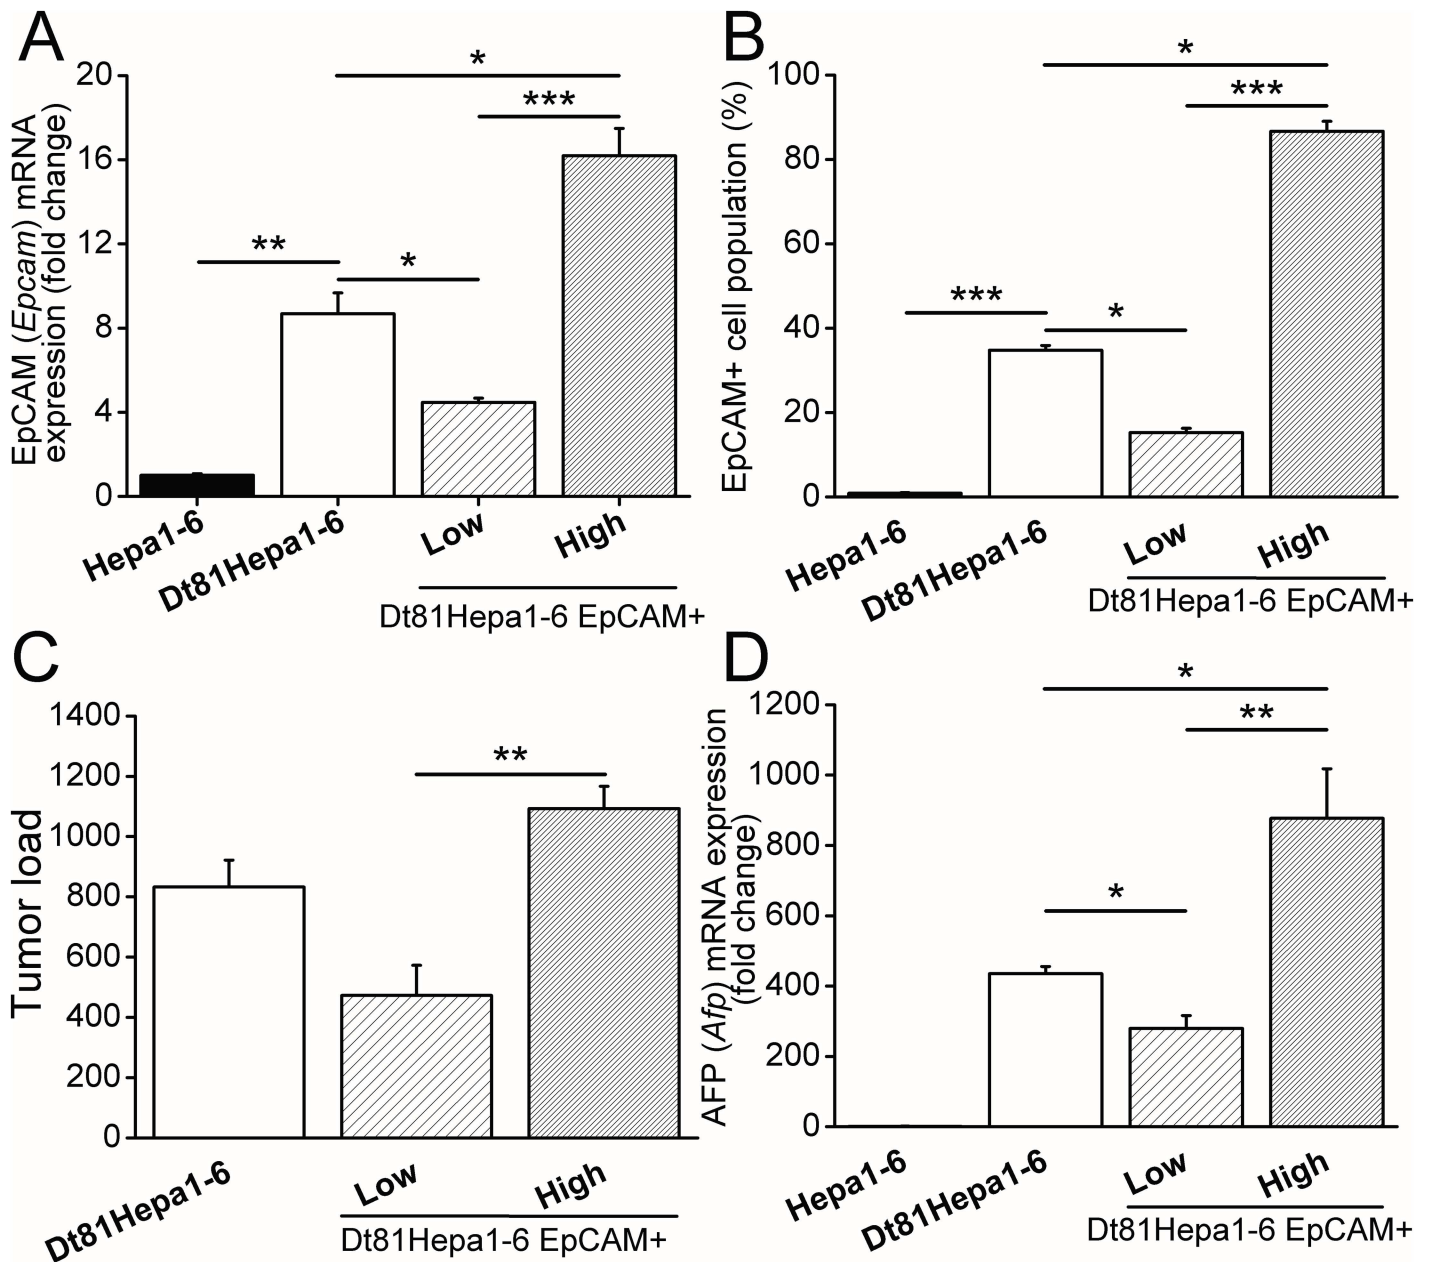 A
EpCAM (Epcam) mRNA
expression (fold change)
20
16
12
8
4
0
*
***
**
*
Hepa1-6
Dt81Hepa1-6
Low
High
Dt81Hepa1-6 EpCAM+
B
EpCAM+ cell population (%)
100
80
60
40
20
0
*
***
***
*
Hepa1-6
Dt81Hepa1-6
Low
High
Dt81Hepa1-6 EpCAM+
C
Tumor load
1400
1200
1000
800
600
400
200
0
**
Dt81Hepa1-6
Low
High
Dt81Hepa1-6 EpCAM+
D
AFP (Afp) mRNA expression
(fold change)
1200
1000
800
600
400
200
0
*
**
*
Hepa1-6
Dt81Hepa1-6
Low
High
Dt81Hepa1-6 EpCAM+